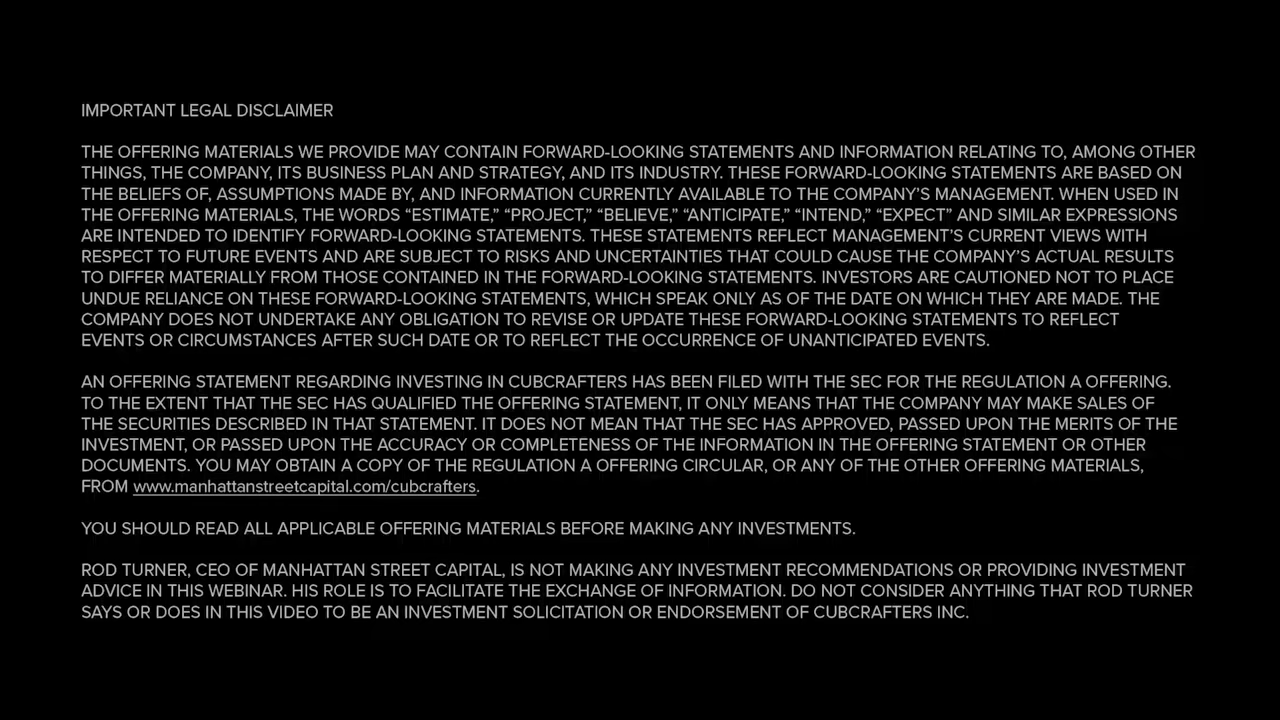 IMPORTANT LEGAL DISCLAIMER
THE OFFERING MATERIALS WE PROVIDE MAY CONTAIN FORWARD-LOOKING STATEMENTS AND INFORMATION RELATING TO, AMONG OTHER
THINGS, THE COMPANY, ITS BUSINESS PLAN AND STRATEGY, AND ITS INDUSTRY. THESE FORWARD-LOOKING STATEMENTS ARE BASED ON
THE BELIEFS OF, ASSUMPTIONS MADE BY, AND INFORMATION CURRENTLY AVAILABLE TO THE COMPANY’S MANAGEMENT. WHEN USED IN
THE OFFERING MATERIALS, THE WORDS “ESTIMATE,” “PROJECT,” “BELIEVE,” “ANTICIPATE,” “INTEND,” “EXPECT” AND SIMILAR EXPRESSIONS
ARE INTENDED TO IDENTIFY FORWARD-LOOKING STATEMENTS. THESE STATEMENTS REFLECT MANAGEMENT’S CURRENT VIEWS WITH
RESPECT TO FUTURE EVENTS AND ARE SUBJECT TO RISKS AND UNCERTAINTIES THAT COULD CAUSE THE COMPANY’S ACTUAL RESULTS
TO DIFFER MATERIALLY FROM THOSE CONTAINED IN THE FORWARD-LOOKING STATEMENTS. INVESTORS ARE CAUTIONED NOT TO PLACE
UNDUE RELIANCE ON THESE FORWARD-LOOKING STATEMENTS, WHICH SPEAK ONLY AS OF THE DATE ON WHICH THEY ARE MADE. THE
COMPANY DOES NOT UNDERTAKE ANY OBLIGATION TO REVISE OR UPDATE THESE FORWARD-LOOKING STATEMENTS TO REFLECT
EVENTS OR CIRCUMSTANCES AFTER SUCH DATE OR TO REFLECT THE OCCURRENCE OF UNANTICIPATED EVENTS.
AN OFFERING STATEMENT REGARDING INVESTING IN CUBCRAFTERS HAS BEEN FILED WITH THE SEC FOR THE REGULATION A OFFERING.
TO THE EXTENT THAT THE SEC HAS QUALIFIED THE OFFERING STATEMENT, IT ONLY MEANS THAT THE COMPANY MAY MAKE SALES OF
THE SECURITIES DESCRIBED IN THAT STATEMENT. IT DOES NOT MEAN THAT THE SEC HAS APPROVED, PASSED UPON THE MERITS OF THE
INVESTMENT, OR PASSED UPON THE ACCURACY OR COMPLETENESS OF THE INFORMATION IN THE OFFERING STATEMENT OR OTHER
DOCUMENTS. YOU MAY OBTAIN A COPY OF THE REGULATION A OFFERING CIRCULAR, OR ANY OF THE OTHER OFFERING MATERIALS,
FROM www.manhattanstreetcapital.com/cubcrafters.
YOU SHOULD READ ALL APPLICABLE OFFERING MATERIALS BEFORE MAKING ANY INVESTMENTS.
ROD TURNER, CEO OF MANHATTAN STREET CAPITAL, IS NOT MAKING ANY INVESTMENT RECOMMENDATIONS OR PROVIDING INVESTMENT
ADVICE IN THIS WEBINAR. HIS ROLE IS TO FACILITATE THE EXCHANGE OF INFORMATION. DO NOT CONSIDER ANYTHING THAT ROD TURNER
SAYS OR DOES IN THIS VIDEO TO BE AN INVESTMENT SOLICITATION OR ENDORSEMENT OF CUBCRAFTERS INC.